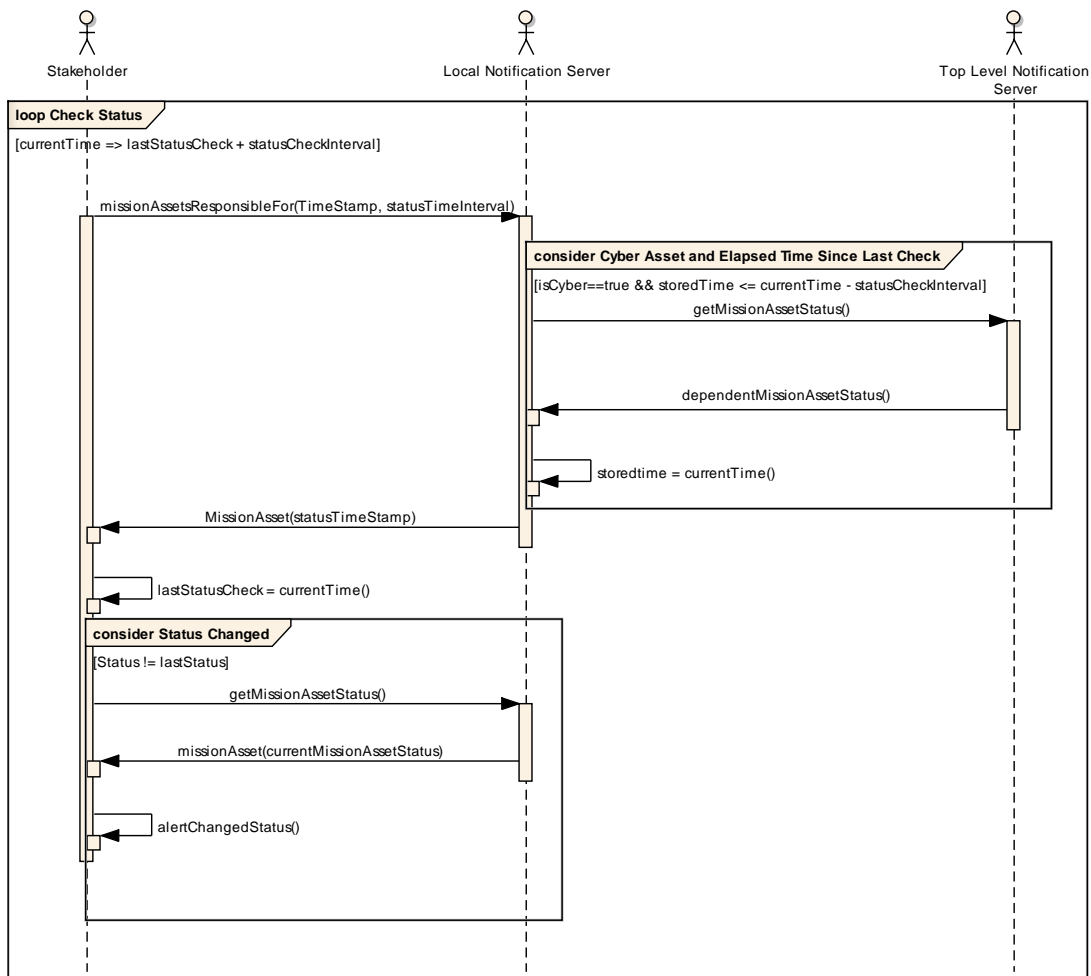 Stakeholder
Local Notification Server
Top Level Notification
Server
loop Check Status
[currentTime => lastStatusCheck + statusCheckInterval]
missionAssetsResponsibleFor(TimeStamp, statusTimeInterval)
consider Cyber Asset and Elapsed Time Since Last Check
[isCyber==true && storedTime <= currentTime - statusCheckInterval]
getMissionAssetStatus()
dependentMissionAssetStatus()
storedtime = currentTime()
MissionAsset(statusTimeStamp)
lastStatusCheck = currentTime()
consider Status Changed
[Status != lastStatus]
getMissionAssetStatus()
missionAsset(currentMissionAssetStatus)
alertChangedStatus()